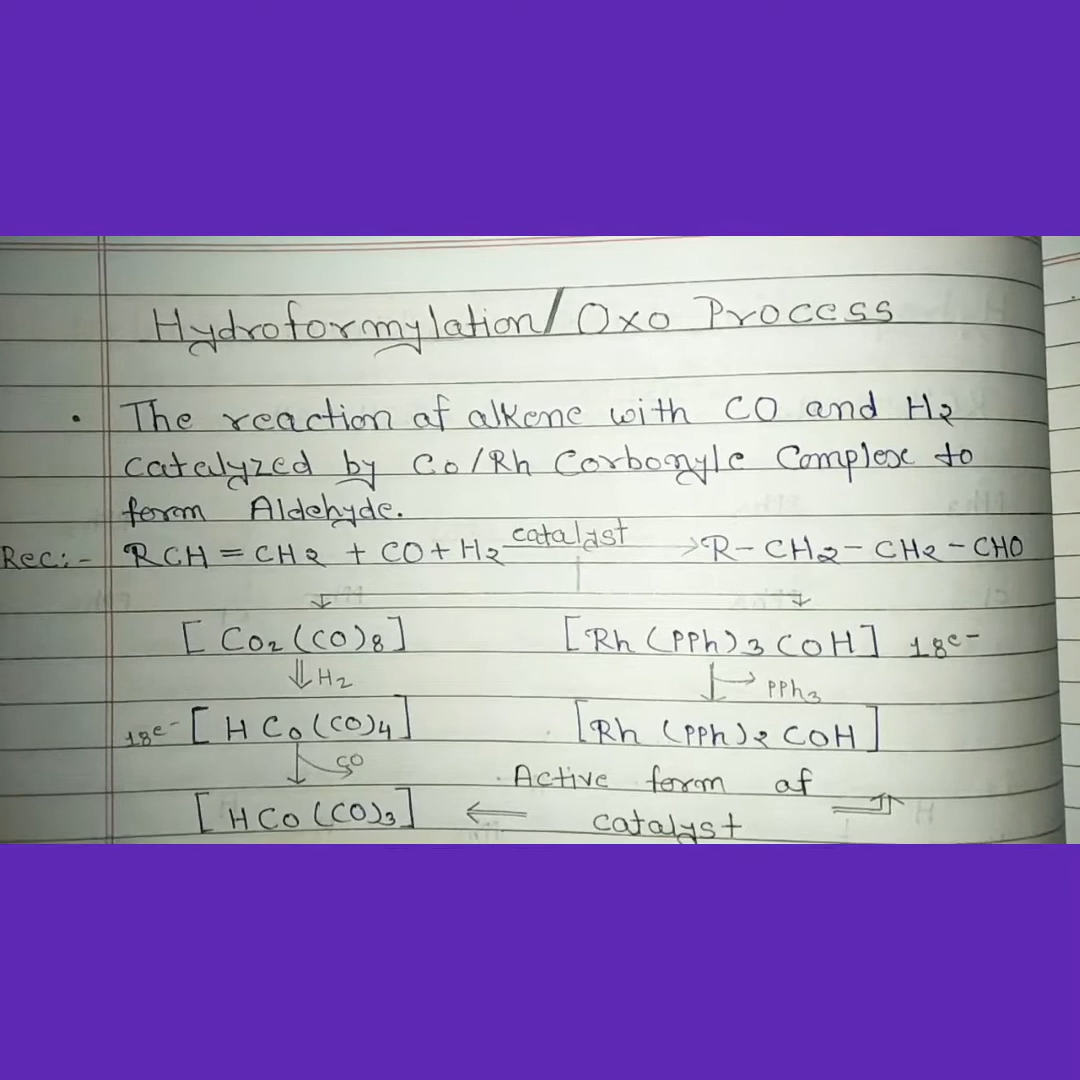 Hydroformylation/Oxo Process
• The reaction of alkene with CO and H2
catalyzed by Co/Rh Corbonyle Complex to
form Aldehyde.
Rec:- RCH = CH2 + CO + H2 catalyst → R - CH2 - CH2 - CHO
[Co2(CO)8] [Rh (PPh)3 COH] 18e-
⇓H2 ↓→ PPh3
18e- [H Co (CO)4] [Rh (PPh)2 COH]
↓
[HCo (CO)3] ⇐ Active form of catalyst ⇒